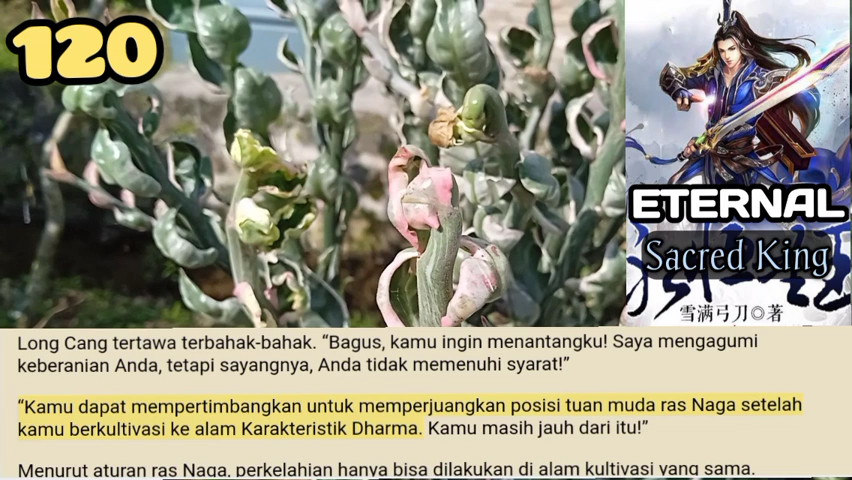 120
ETERNAL
Sacred King
雪满弓刀◎著
Long Cang tertawa terbahak-bahak. “Bagus, kamu ingin menantangku! Saya mengagumi
keberanian Anda, tetapi sayangnya, Anda tidak memenuhi syarat!”
“Kamu dapat mempertimbangkan untuk memperjuangkan posisi tuan muda ras Naga setelah
kamu berkultivasi ke alam Karakteristik Dharma. Kamu masih jauh dari itu!”
Menurut aturan ras Naga, perkelahian hanya bisa dilakukan di alam kultivasi yang sama.